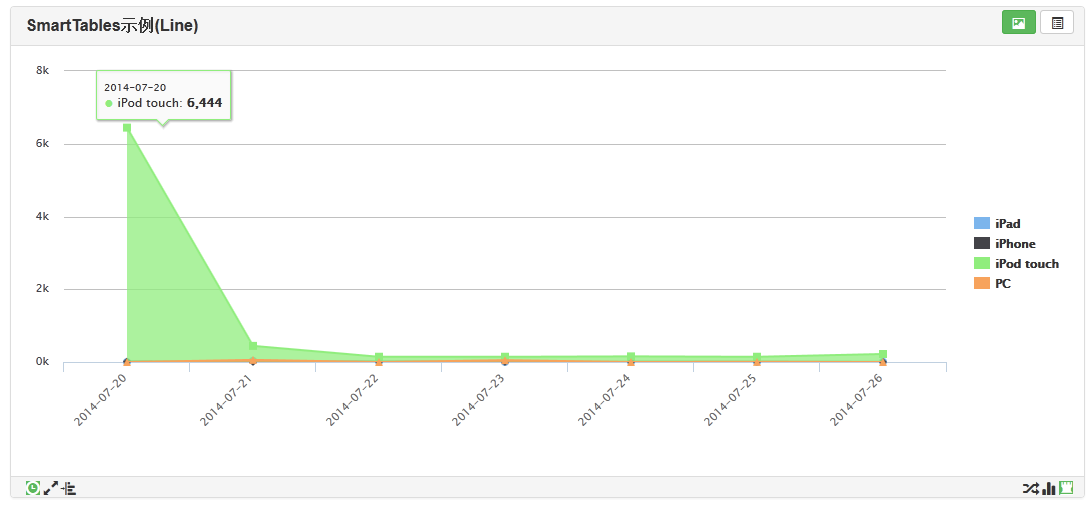 SmartTables示例(Line)
8k
2014-07-20
iPod touch: 6,444
6k
4k
2k
0k
iPad
iPhone
iPod touch
PC
2014-07-20
2014-07-21
2014-07-22
2014-07-23
2014-07-24
2014-07-25
2014-07-26